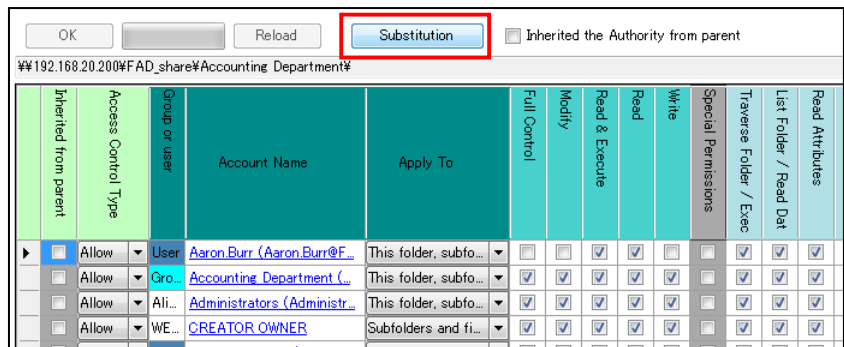 OK Reload Substitution Inherited the Authority from parent
¥¥192.168.20.200¥FAD_share¥Accounting Department¥
Inherited from parent Access Control Type Group or user Account Name Apply To Full Control Modify Read & Execute Read Write Special Permissions Traverse Folder / Exec List Folder / Read Dat Read Attributes
Allow User Aaron.Burr (Aaron.Burr@F... This folder, subfo...
Allow Gro... Accounting Department (... This folder, subfo...
Allow Ali... Administrators (Administr... This folder, subfo...
Allow WE... CREATOR OWNER Subfolders and fi...